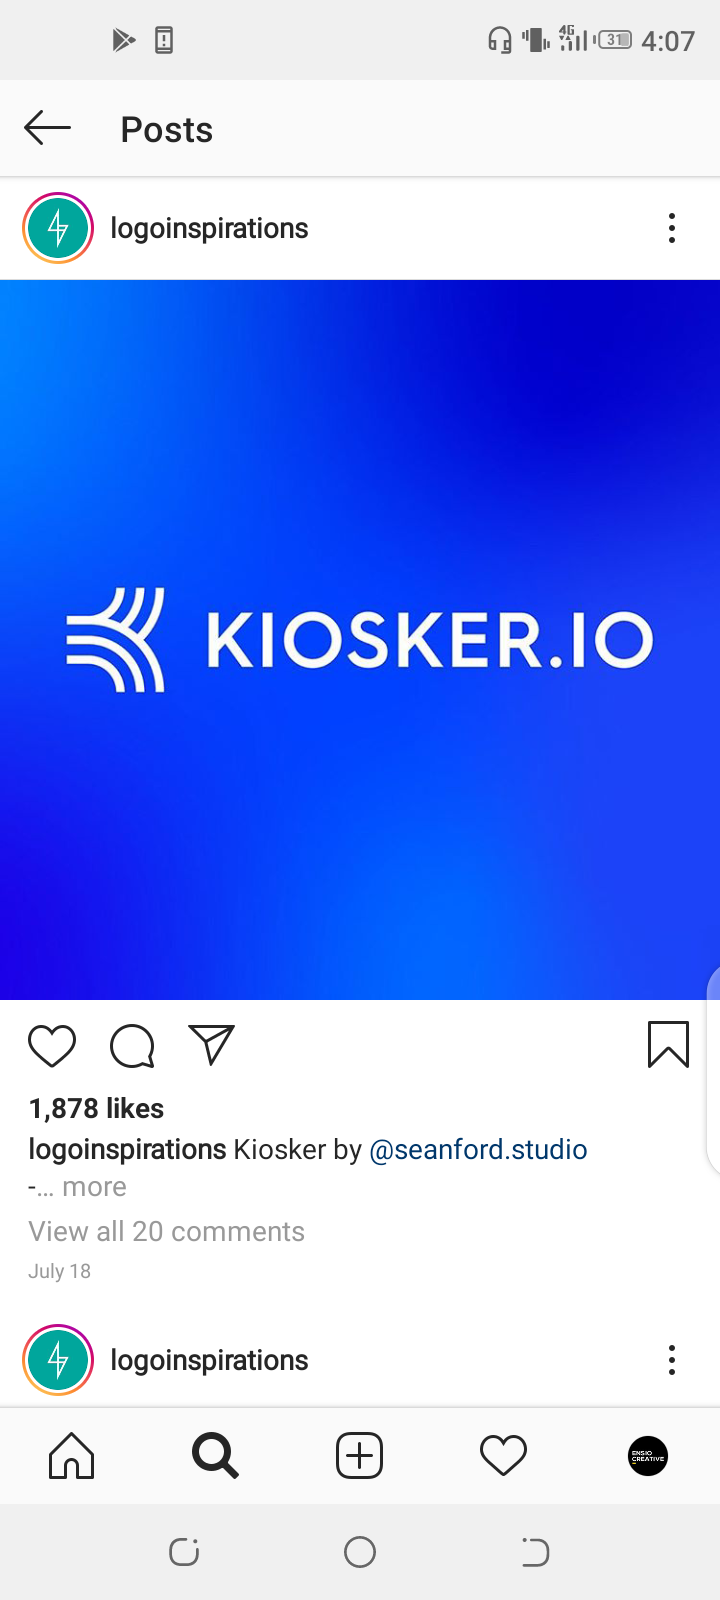 4G 31 4:07
Posts
logoinspirations
KIOSKER.IO
1,878 likes
logoinspirations Kiosker by @seanford.studio
-... more
View all 20 comments
July 18
logoinspirations
ENSIO
CREATIVE